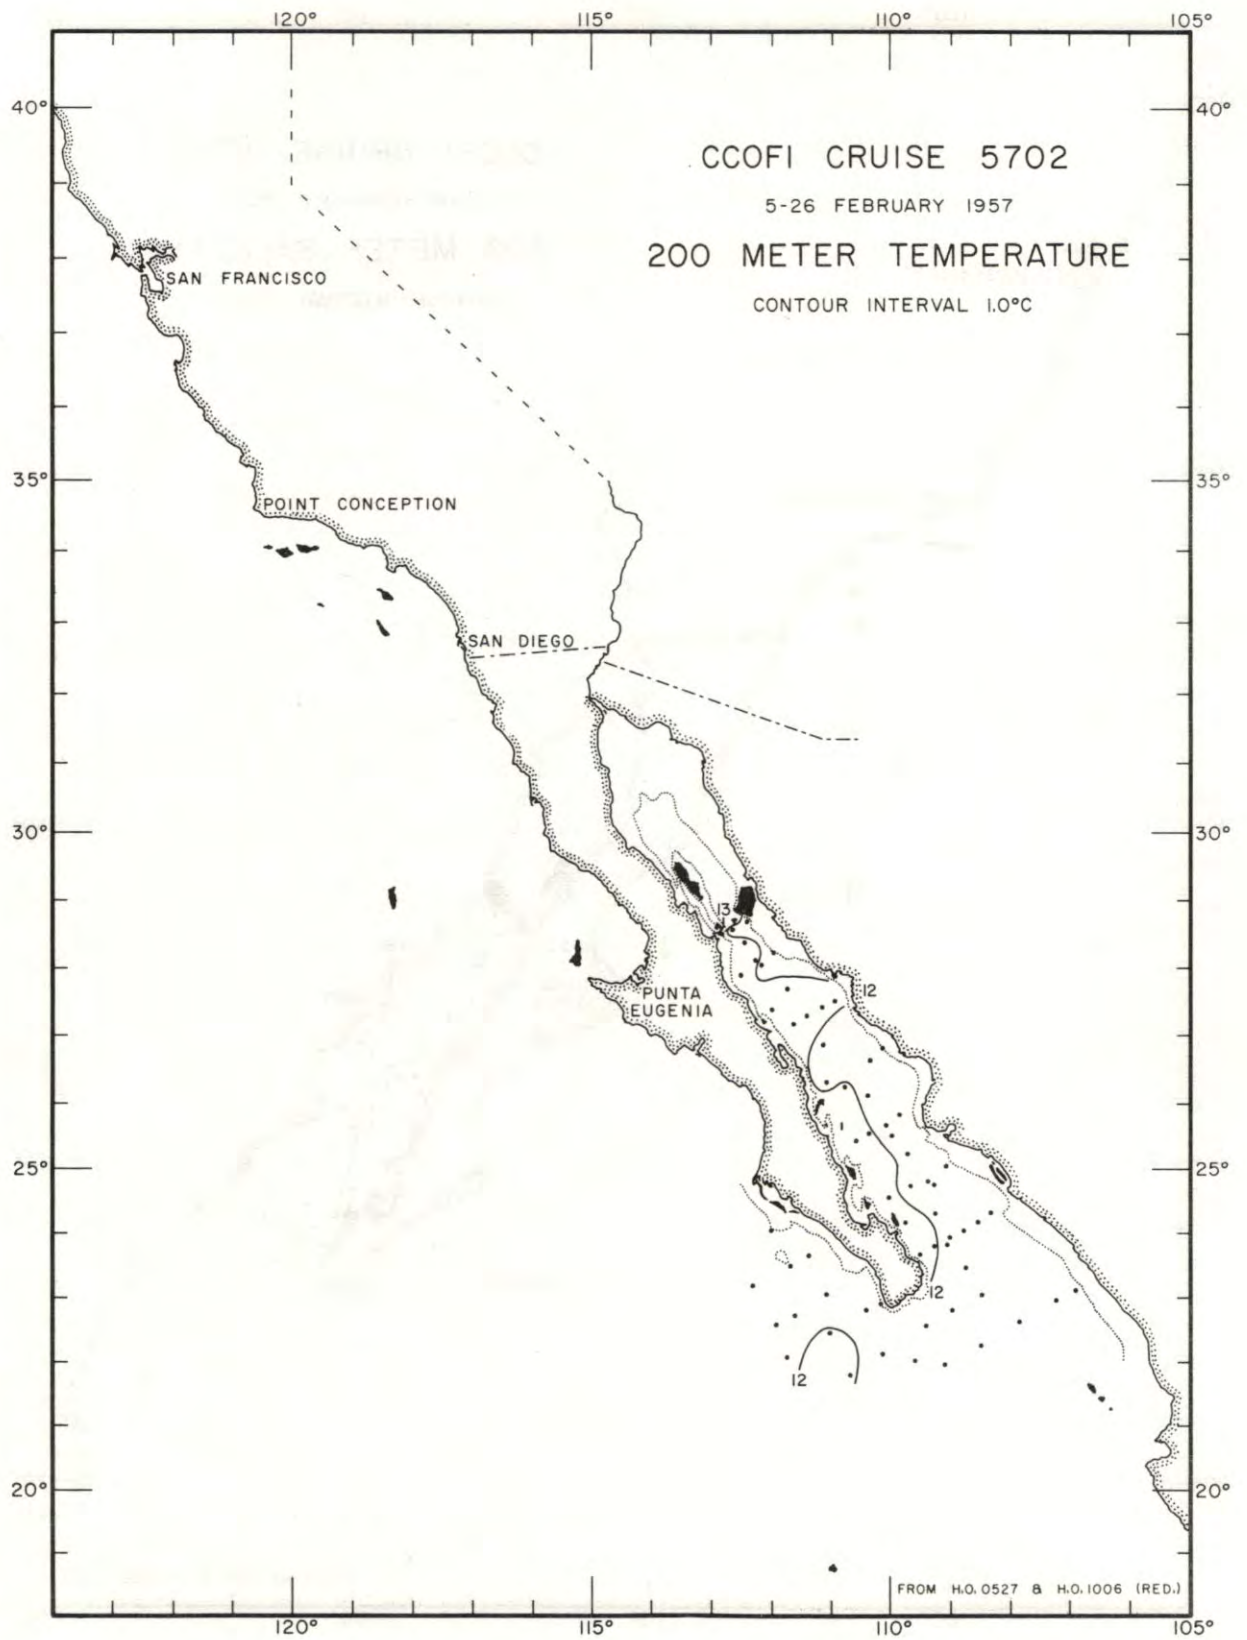 120° 115° 110° 105°
40° 40°
CCOFI CRUISE 5702
5-26 FEBRUARY 1957
200 METER TEMPERATURE
CONTOUR INTERVAL 1.0°C
SAN FRANCISCO
35° 35°
POINT CONCEPTION
SAN DIEGO
30° 30°
13
12
PUNTA
EUGENIA
25° 25°
12
12
20° 20°
FROM H.O. 0527 & H.O. 1006 (RED.)
120° 115° 110° 105°